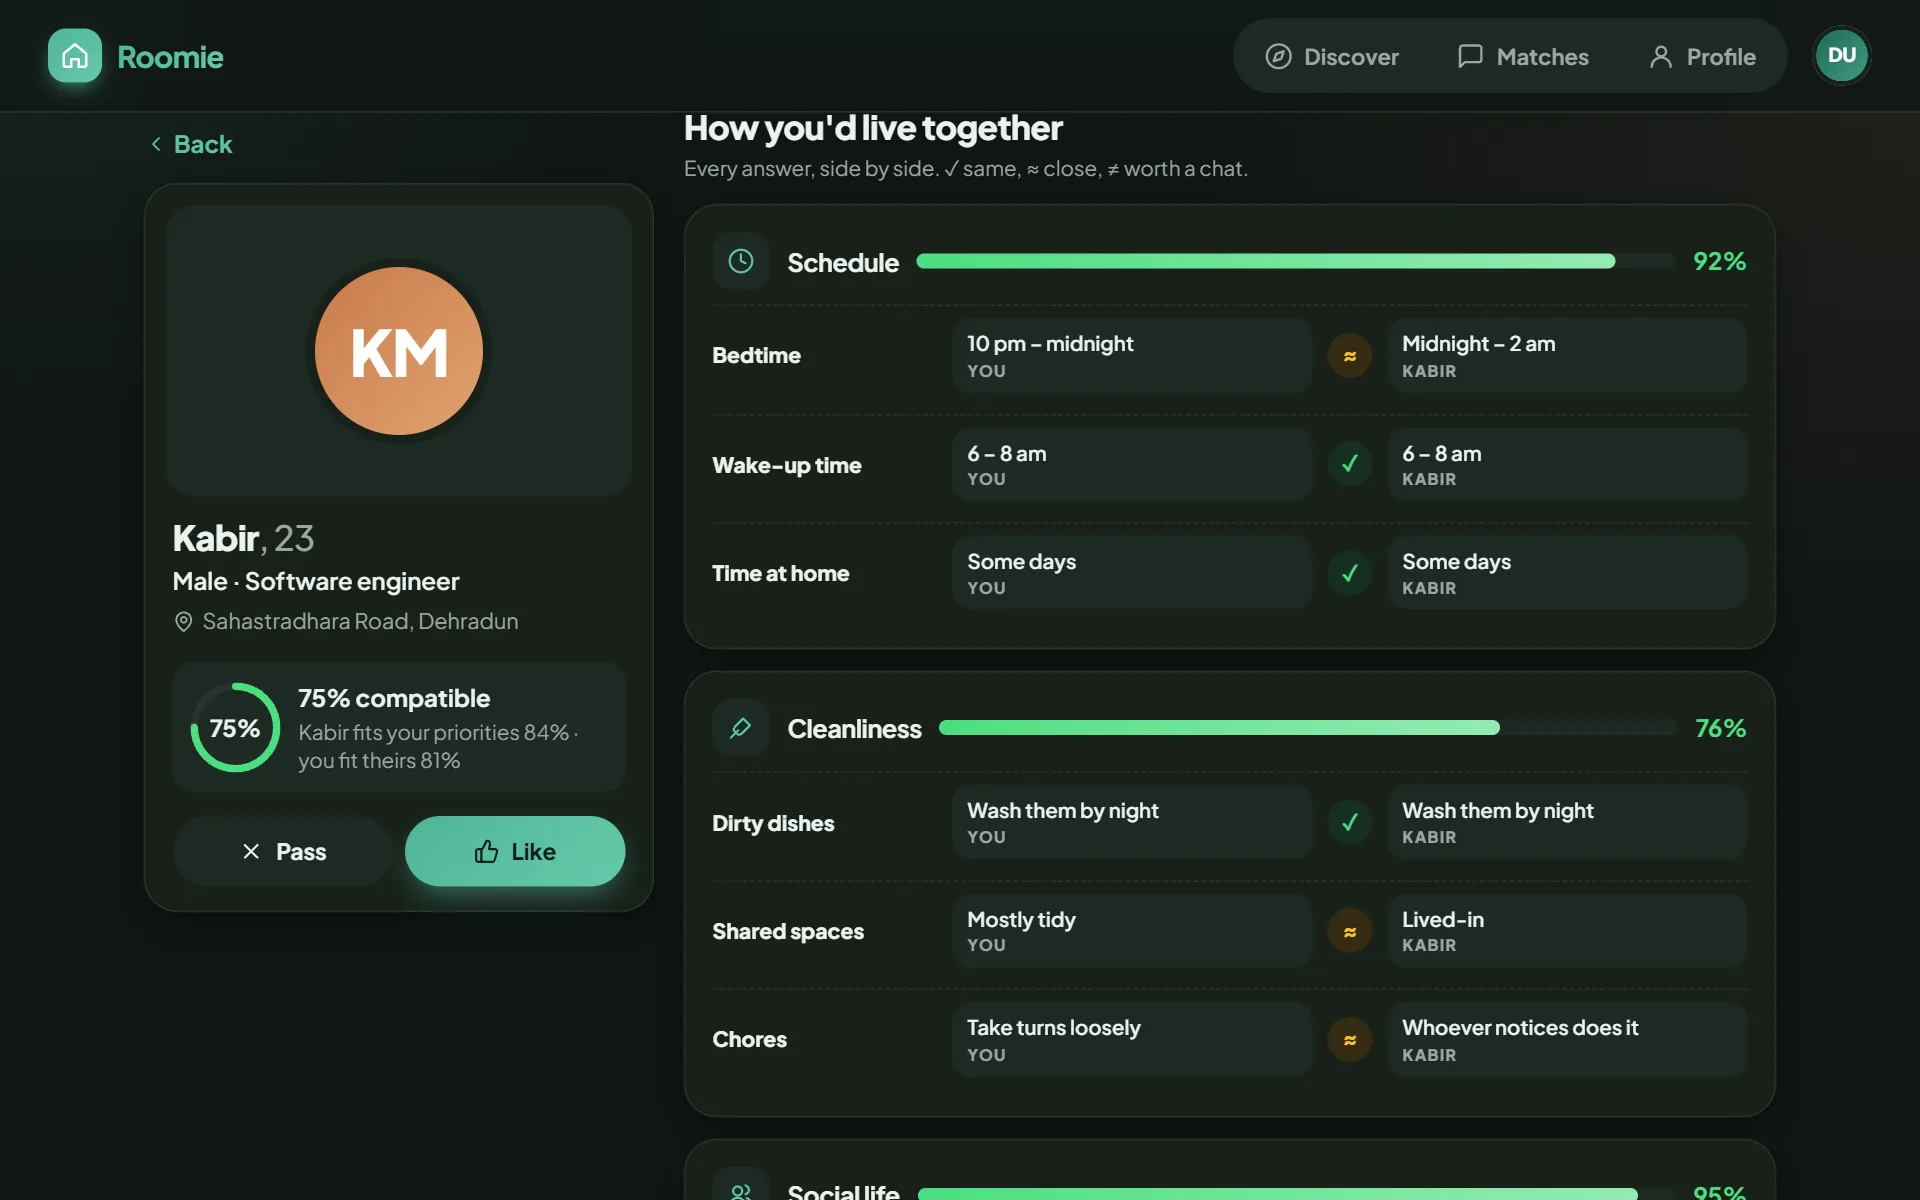 Roomie
Discover
Matches
Profile
DU
Back
KM
Kabir, 23
Male · Software engineer
Sahastradhara Road, Dehradun
75%
75% compatible
Kabir fits your priorities 84% ·
you fit theirs 81%
Pass
Like
How you'd live together
Every answer, side by side. ✓ same, ≈ close, ≠ worth a chat.
Schedule
92%
Bedtime
10 pm – midnight
YOU
≈
Midnight – 2 am
KABIR
Wake-up time
6 – 8 am
YOU
✓
6 – 8 am
KABIR
Time at home
Some days
YOU
✓
Some days
KABIR
Cleanliness
76%
Dirty dishes
Wash them by night
YOU
✓
Wash them by night
KABIR
Shared spaces
Mostly tidy
YOU
≈
Lived-in
KABIR
Chores
Take turns loosely
YOU
≈
Whoever notices does it
KABIR
Social life
95%